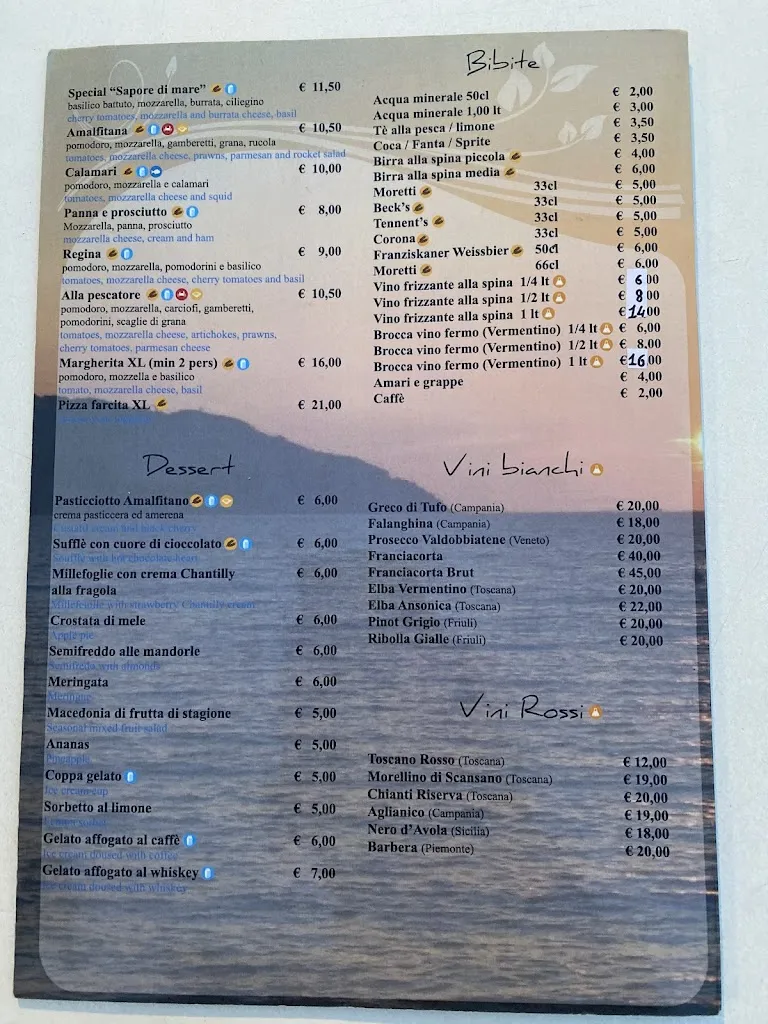 Special “Sapore di mare” € 11,50
basilico battuto, mozzarella, burrata, ciliegino
cherry tomatoes, mozzarella and burrata cheese, basil
Amalfitana € 10,50
pomodoro, mozzarella, gamberetti, grana, rucola
tomatoes, mozzarella cheese, prawns, parmesan and rocket salad
Calamari € 10,00
pomodoro, mozzarella e calamari
tomatoes, mozzarella cheese and squid
Panna e prosciutto € 8,00
Mozzarella, panna, prosciutto
mozzarella cheese, cream and ham
Regina € 9,00
pomodoro, mozzarella, pomodorini e basilico
tomatoes, mozzarella cheese, cherry tomatoes and basil
Alla pescatore € 10,50
pomodoro, mozzarella, carciofi, gamberetti,
pomodorini, scaglie di grana
tomatoes, mozzarella cheese, artichokes, prawns,
cherry tomatoes, parmesan cheese
Margherita XL (min 2 pers) € 16,00
pomodoro, mozzella e basilico
tomato, mozzarella cheese, basil
Pizza farcita XL € 21,00
Dessert
Pasticciotto Amalfitano € 6,00
crema pasticcera ed amerena
Custard cream and black cherry
Sufflè con cuore di cioccolato € 6,00
Soufflè with hot chocolate heart
Millefoglie con crema Chantilly € 6,00
alla fragola
Millefeuille with strawberry Chantilly cream
Crostata di mele € 6,00
Apple pie
Semifreddo alle mandorle € 6,00
Semifredo with almonds
Meringata € 6,00
Meringue
Macedonia di frutta di stagione € 5,00
Seasonal mixed fruit salad
Ananas € 5,00
Pineapple
Coppa gelato € 5,00
Ice cream cup
Sorbetto al limone € 5,00
Lemon sorbet
Gelato affogato al caffè € 6,00
Ice cream doused with coffee
Gelato affogato al whiskey € 7,00
Ice cream doused with whiskey
Bibite
Acqua minerale 50cl € 2,00
Acqua minerale 1,00 lt € 3,00
Tè alla pesca / limone € 3,50
Coca / Fanta / Sprite € 3,50
Birra alla spina piccola € 4,00
Birra alla spina media € 6,00
Moretti 33cl € 5,00
Beck's 33cl € 5,00
Tennent's 33cl € 5,00
Corona 33cl € 5,00
Franziskaner Weissbier 50cl € 6,00
Moretti 66cl € 6,00
Vino frizzante alla spina 1/4 lt € 6 00
Vino frizzante alla spina 1/2 lt € 8 00
Vino frizzante alla spina 1 lt € 14 00
Brocca vino fermo (Vermentino) 1/4 lt € 6,00
Brocca vino fermo (Vermentino) 1/2 lt € 8,00
Brocca vino fermo (Vermentino) 1 lt € 16,00
Amari e grappe € 4,00
Caffè € 2,00
Vini bianchi
Greco di Tufo (Campania) € 20,00
Falanghina (Campania) € 18,00
Prosecco Valdobbiatene (Veneto) € 20,00
Franciacorta € 40,00
Franciacorta Brut € 45,00
Elba Vermentino (Toscana) € 20,00
Elba Ansonica (Toscana) € 22,00
Pinot Grigio (Friuli) € 20,00
Ribolla Gialle (Friuli) € 20,00
Vini Rossi
Toscano Rosso (Toscana) € 12,00
Morellino di Scansano (Toscana) € 19,00
Chianti Riserva (Toscana) € 20,00
Aglianico (Campania) € 19,00
Nero d'Avola (Sicilia) € 18,00
Barbera (Piemonte) € 20,00